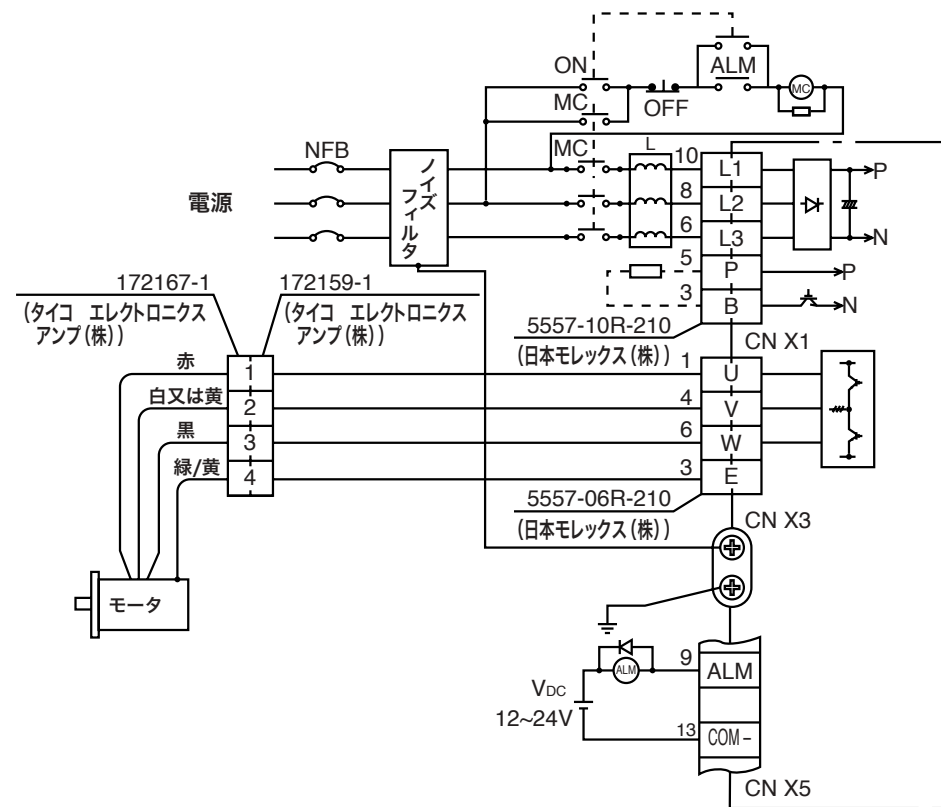 ON
ALM
MC
OFF
MC
MC
L
NFB
電源
ノイズ
フィルタ
10
L1
P
8
L2
6
L3
N
5
P
P
3
B
N
172167-1
(タイコ エレクトロニクス
アンプ(株))
172159-1
(タイコ エレクトロニクス
アンプ(株))
5557-10R-210
(日本モレックス(株))
CN X1
赤
1
1
U
白又は黄
2
4
V
黒
3
6
W
緑/黄
4
3
E
5557-06R-210
(日本モレックス(株))
CN X3
モータ
ALM
9
ALM
VDC
12~24V
13
COM−
CN X5